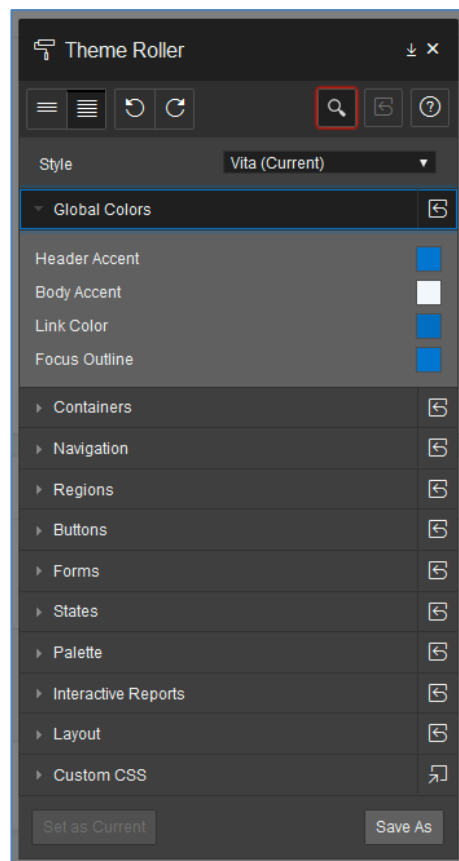 Theme Roller
Style Vita (Current)
Global Colors
Header Accent
Body Accent
Link Color
Focus Outline
Containers
Navigation
Regions
Buttons
Forms
States
Palette
Interactive Reports
Layout
Custom CSS
Set as Current Save As